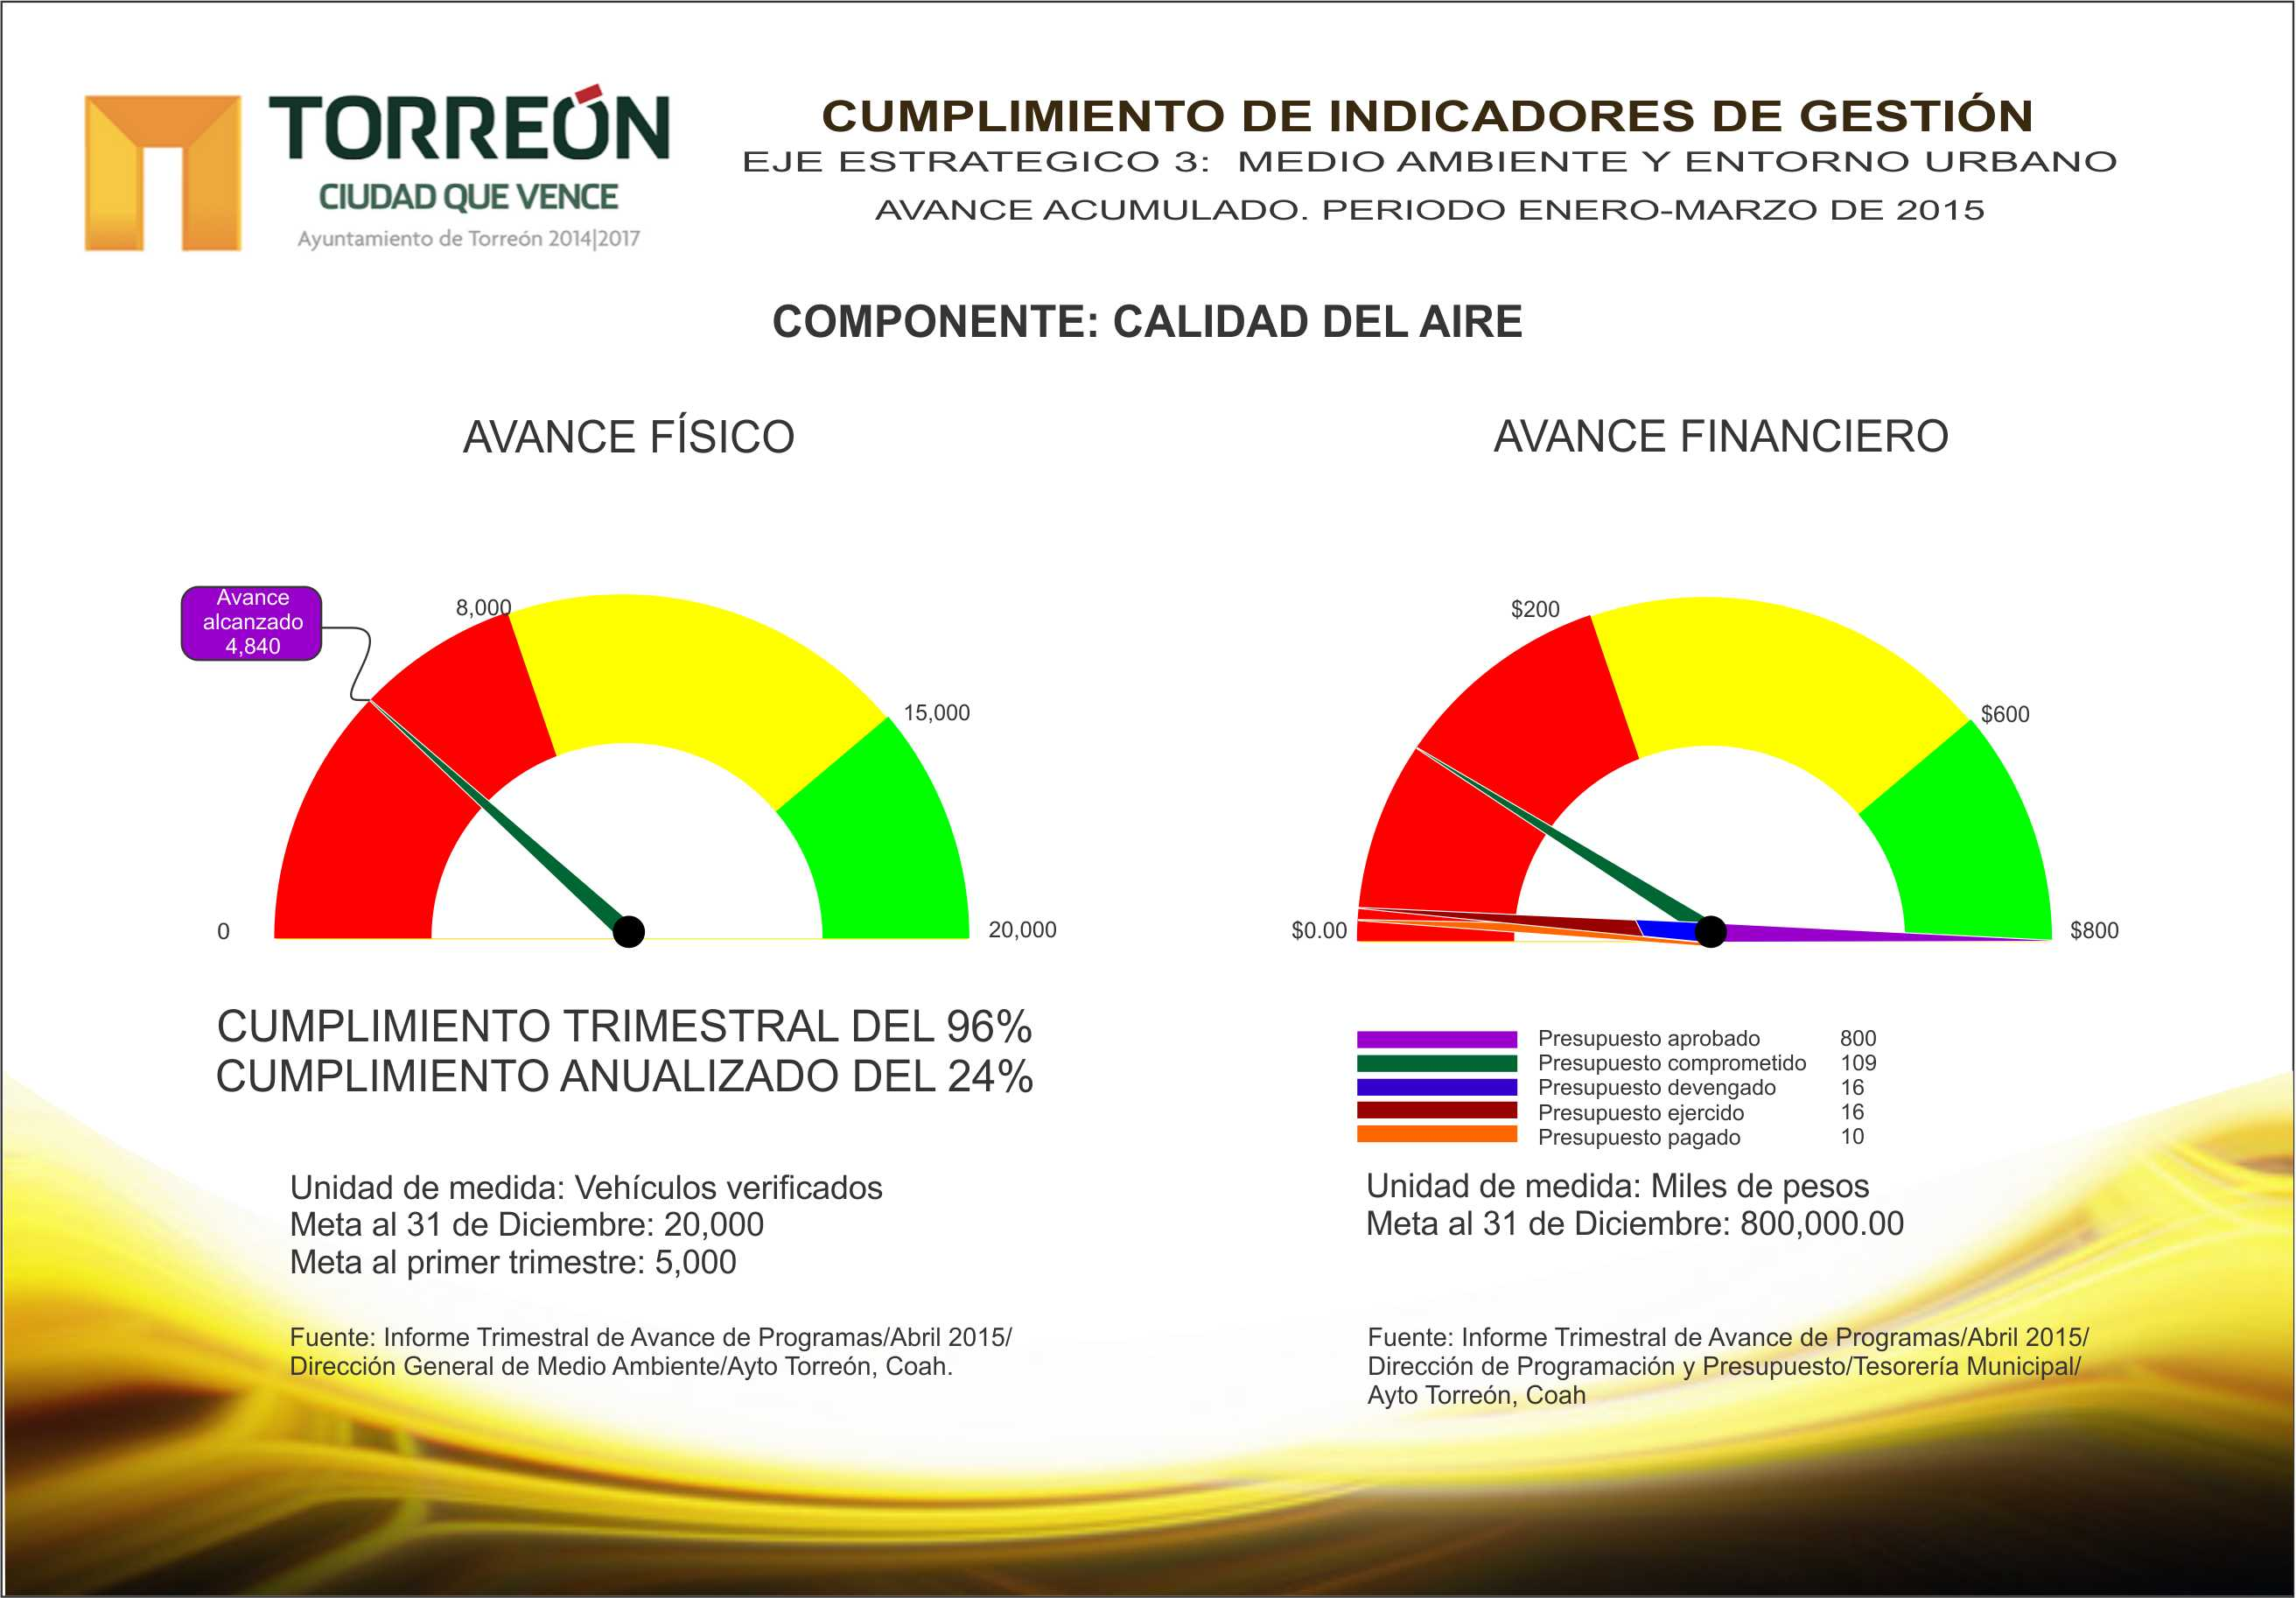 TORREÓN
CIUDAD QUE VENCE
Ayuntamiento de Torreón 2014|2017
CUMPLIMIENTO DE INDICADORES DE GESTIÓN
EJE ESTRATEGICO 3: MEDIO AMBIENTE Y ENTORNO URBANO
AVANCE ACUMULADO. PERIODO ENERO-MARZO DE 2015
COMPONENTE: CALIDAD DEL AIRE
AVANCE FÍSICO
Avance
alcanzado
4,840
0
8,000
15,000
20,000
CUMPLIMIENTO TRIMESTRAL DEL 96%
CUMPLIMIENTO ANUALIZADO DEL 24%
Unidad de medida: Vehículos verificados
Meta al 31 de Diciembre: 20,000
Meta al primer trimestre: 5,000
Fuente: Informe Trimestral de Avance de Programas/Abril 2015/
Dirección General de Medio Ambiente/Ayto Torreón, Coah.
AVANCE FINANCIERO
$0.00
$200
$600
$800
Presupuesto aprobado 800
Presupuesto comprometido 109
Presupuesto devengado 16
Presupuesto ejercido 16
Presupuesto pagado 10
Unidad de medida: Miles de pesos
Meta al 31 de Diciembre: 800,000.00
Fuente: Informe Trimestral de Avance de Programas/Abril 2015/
Dirección de Programación y Presupuesto/Tesorería Municipal/
Ayto Torreón, Coah